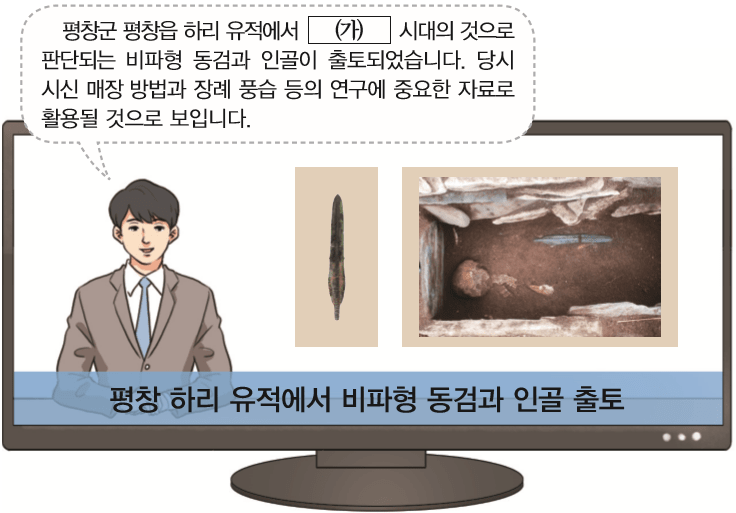 평창군 평창읍 하리 유적에서 (가) 시대의 것으로
판단되는 비파형 동검과 인골이 출토되었습니다. 당시
시신 매장 방법과 장례 풍습 등의 연구에 중요한 자료로
활용될 것으로 보입니다.
평창 하리 유적에서 비파형 동검과 인골 출토